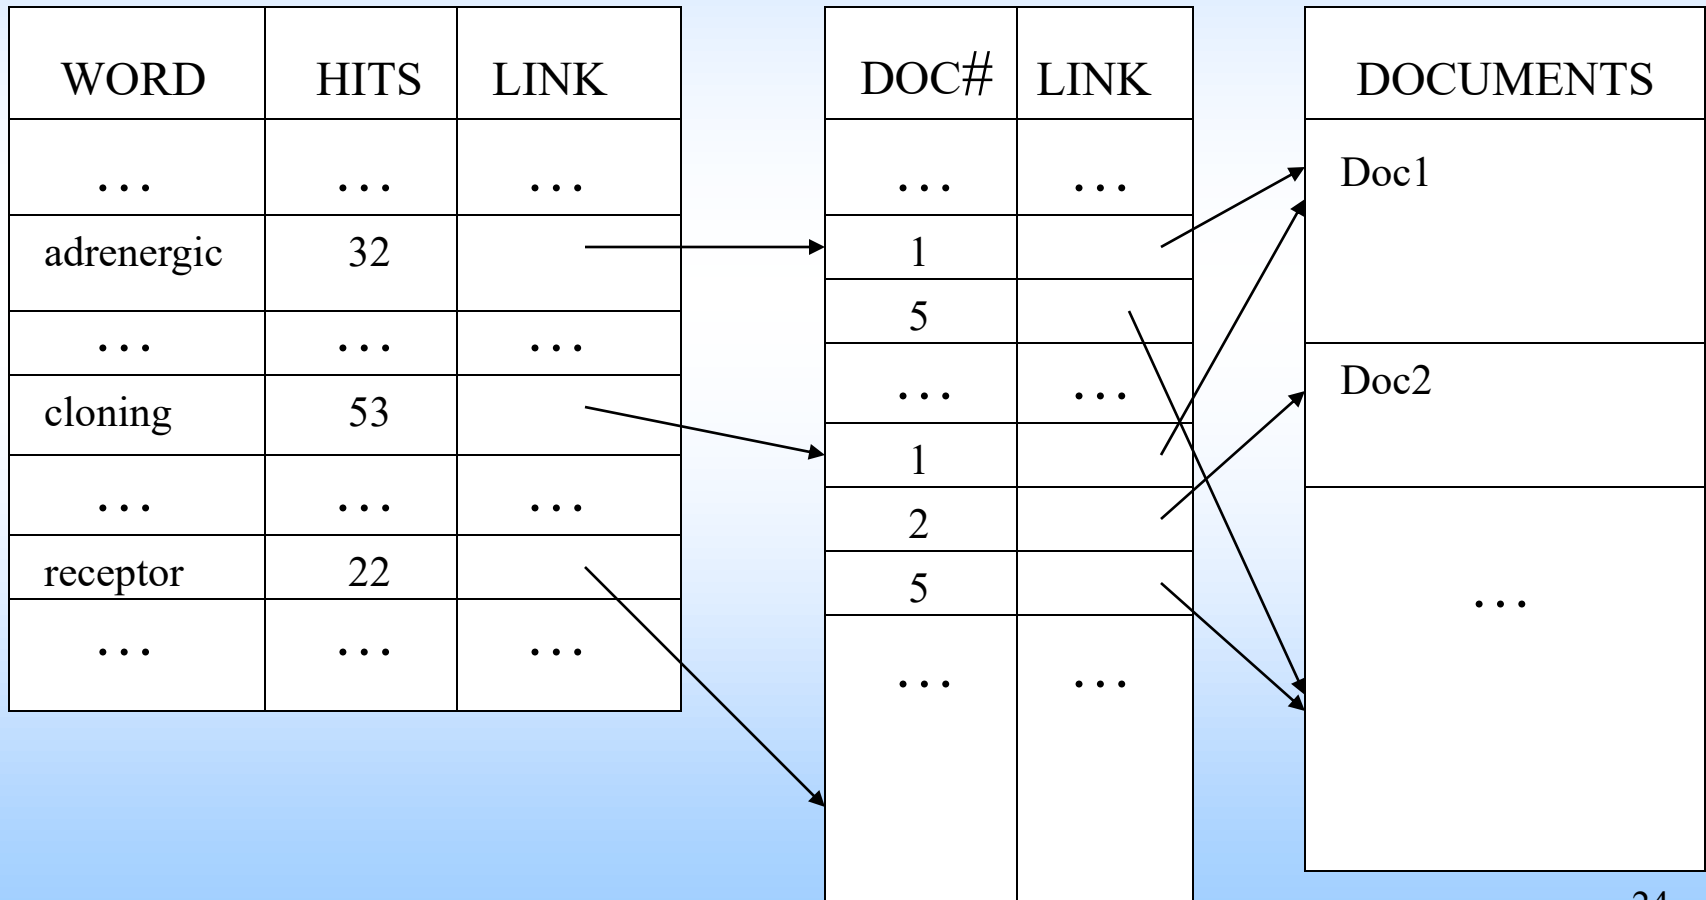 WORD HITS LINK
… … …
adrenergic 32
… … …
cloning 53
… … …
receptor 22
… … …
DOC# LINK
… …
1
5
… …
1
2
5
… …
DOCUMENTS
Doc1
Doc2
…